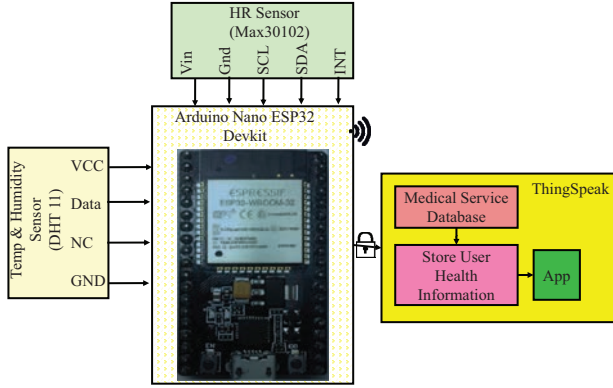 HR Sensor
(Max30102)
Vin
Gnd
SCL
SDA
INT
Arduino Nano ESP32
Devkit
Temp & Humidity
Sensor
(DHT 11)
VCC
Data
NC
GND
ESPRESSIF
ESP32-WROOM-32
ThingSpeak
Medical Service
Database
Store User
Health
Information
App